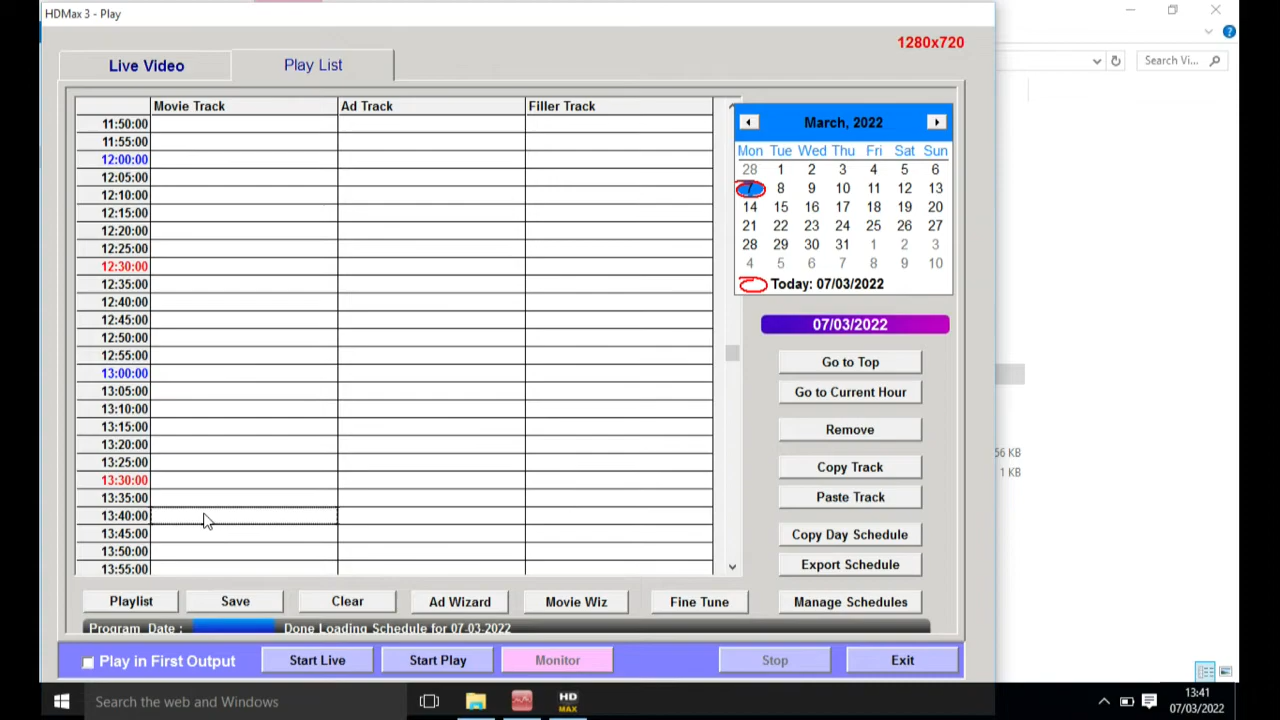 HDMax 3 - Play
1280x720
Live Video
Play List
Search Vi...
Movie Track Ad Track Filler Track
11:50:00
11:55:00
12:00:00
12:05:00
12:10:00
12:15:00
12:20:00
12:25:00
12:30:00
12:35:00
12:40:00
12:45:00
12:50:00
12:55:00
13:00:00
13:05:00
13:10:00
13:15:00
13:20:00
13:25:00
13:30:00
13:35:00
13:40:00
13:45:00
13:50:00
13:55:00
March, 2022
Mon Tue Wed Thu Fri Sat Sun
28 1 2 3 4 5 6
7 8 9 10 11 12 13
14 15 16 17 18 19 20
21 22 23 24 25 26 27
28 29 30 31 1 2 3
4 5 6 7 8 9 10
Today: 07/03/2022
07/03/2022
Go to Top
Go to Current Hour
Remove
Copy Track
Paste Track
Copy Day Schedule
Export Schedule
Manage Schedules
56 KB
1 KB
Playlist Save Clear Ad Wizard Movie Wiz Fine Tune
Program Date : Done Loading Schedule for 07-03-2022
Play in First Output Start Live Start Play Monitor Stop Exit
Search the web and Windows
HD
MAX
13:41
07/03/2022